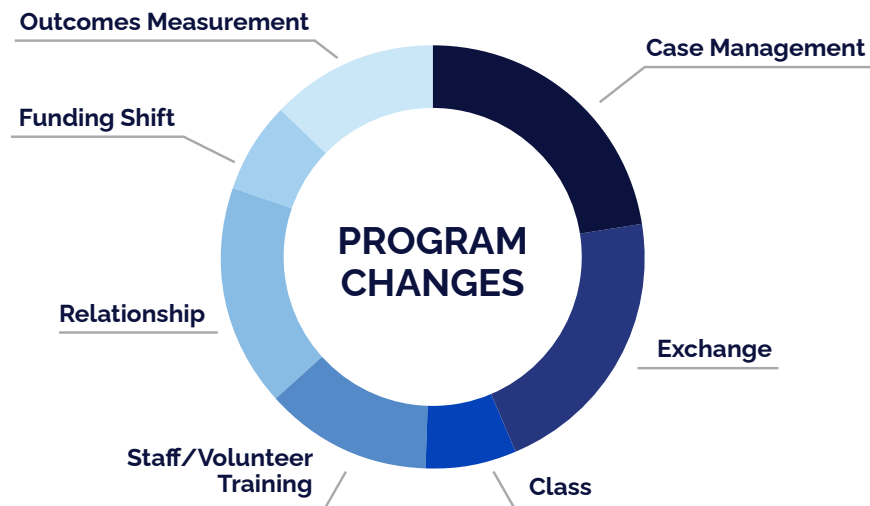 Outcomes Measurement
Case Management
Funding Shift
PROGRAM
CHANGES
Relationship
Exchange
Staff/Volunteer
Training
Class